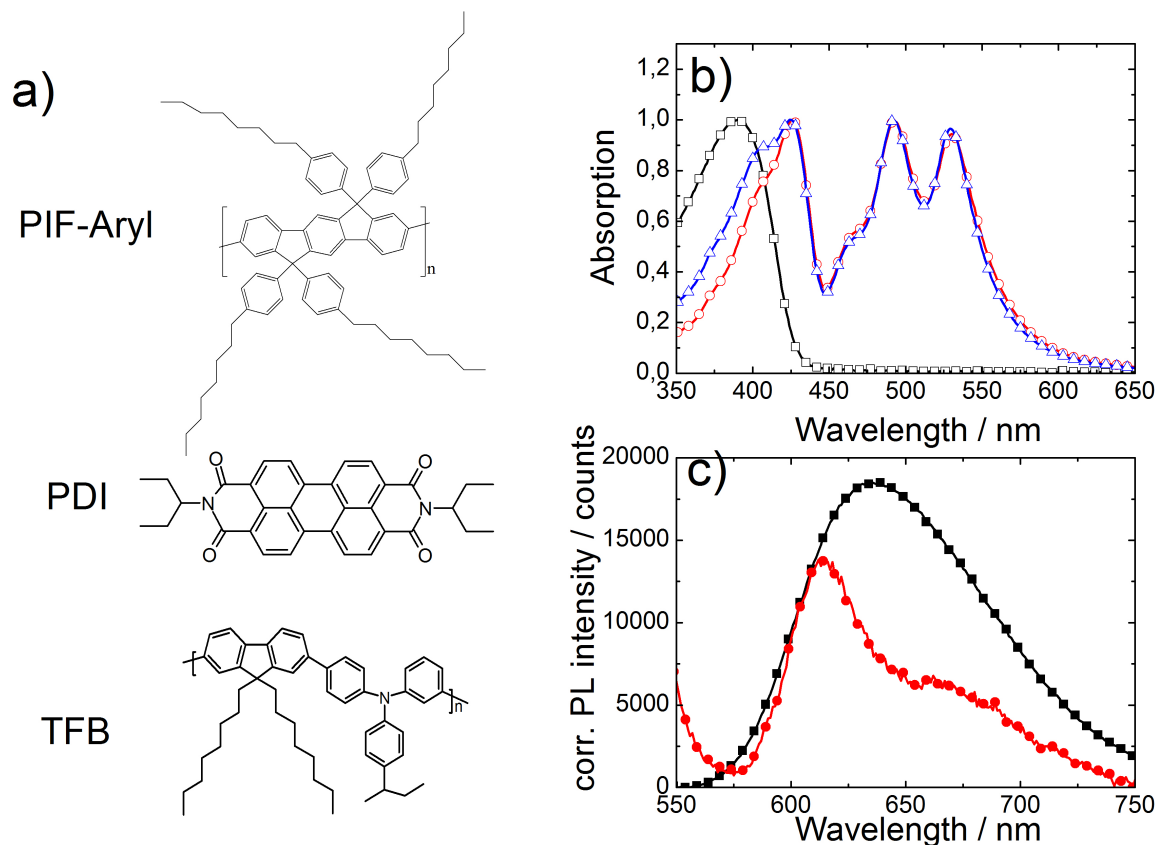 a)
PIF-Aryl
n
PDI
O
O
N
N
O
O
TFB
N
n
b)
Absorption
1,2
1,0
0,8
0,6
0,4
0,2
0,0
350 400 450 500 550 600 650
Wavelength / nm
c)
corr. PL intensity / counts
20000
15000
10000
5000
0
550 600 650 700 750
Wavelength / nm